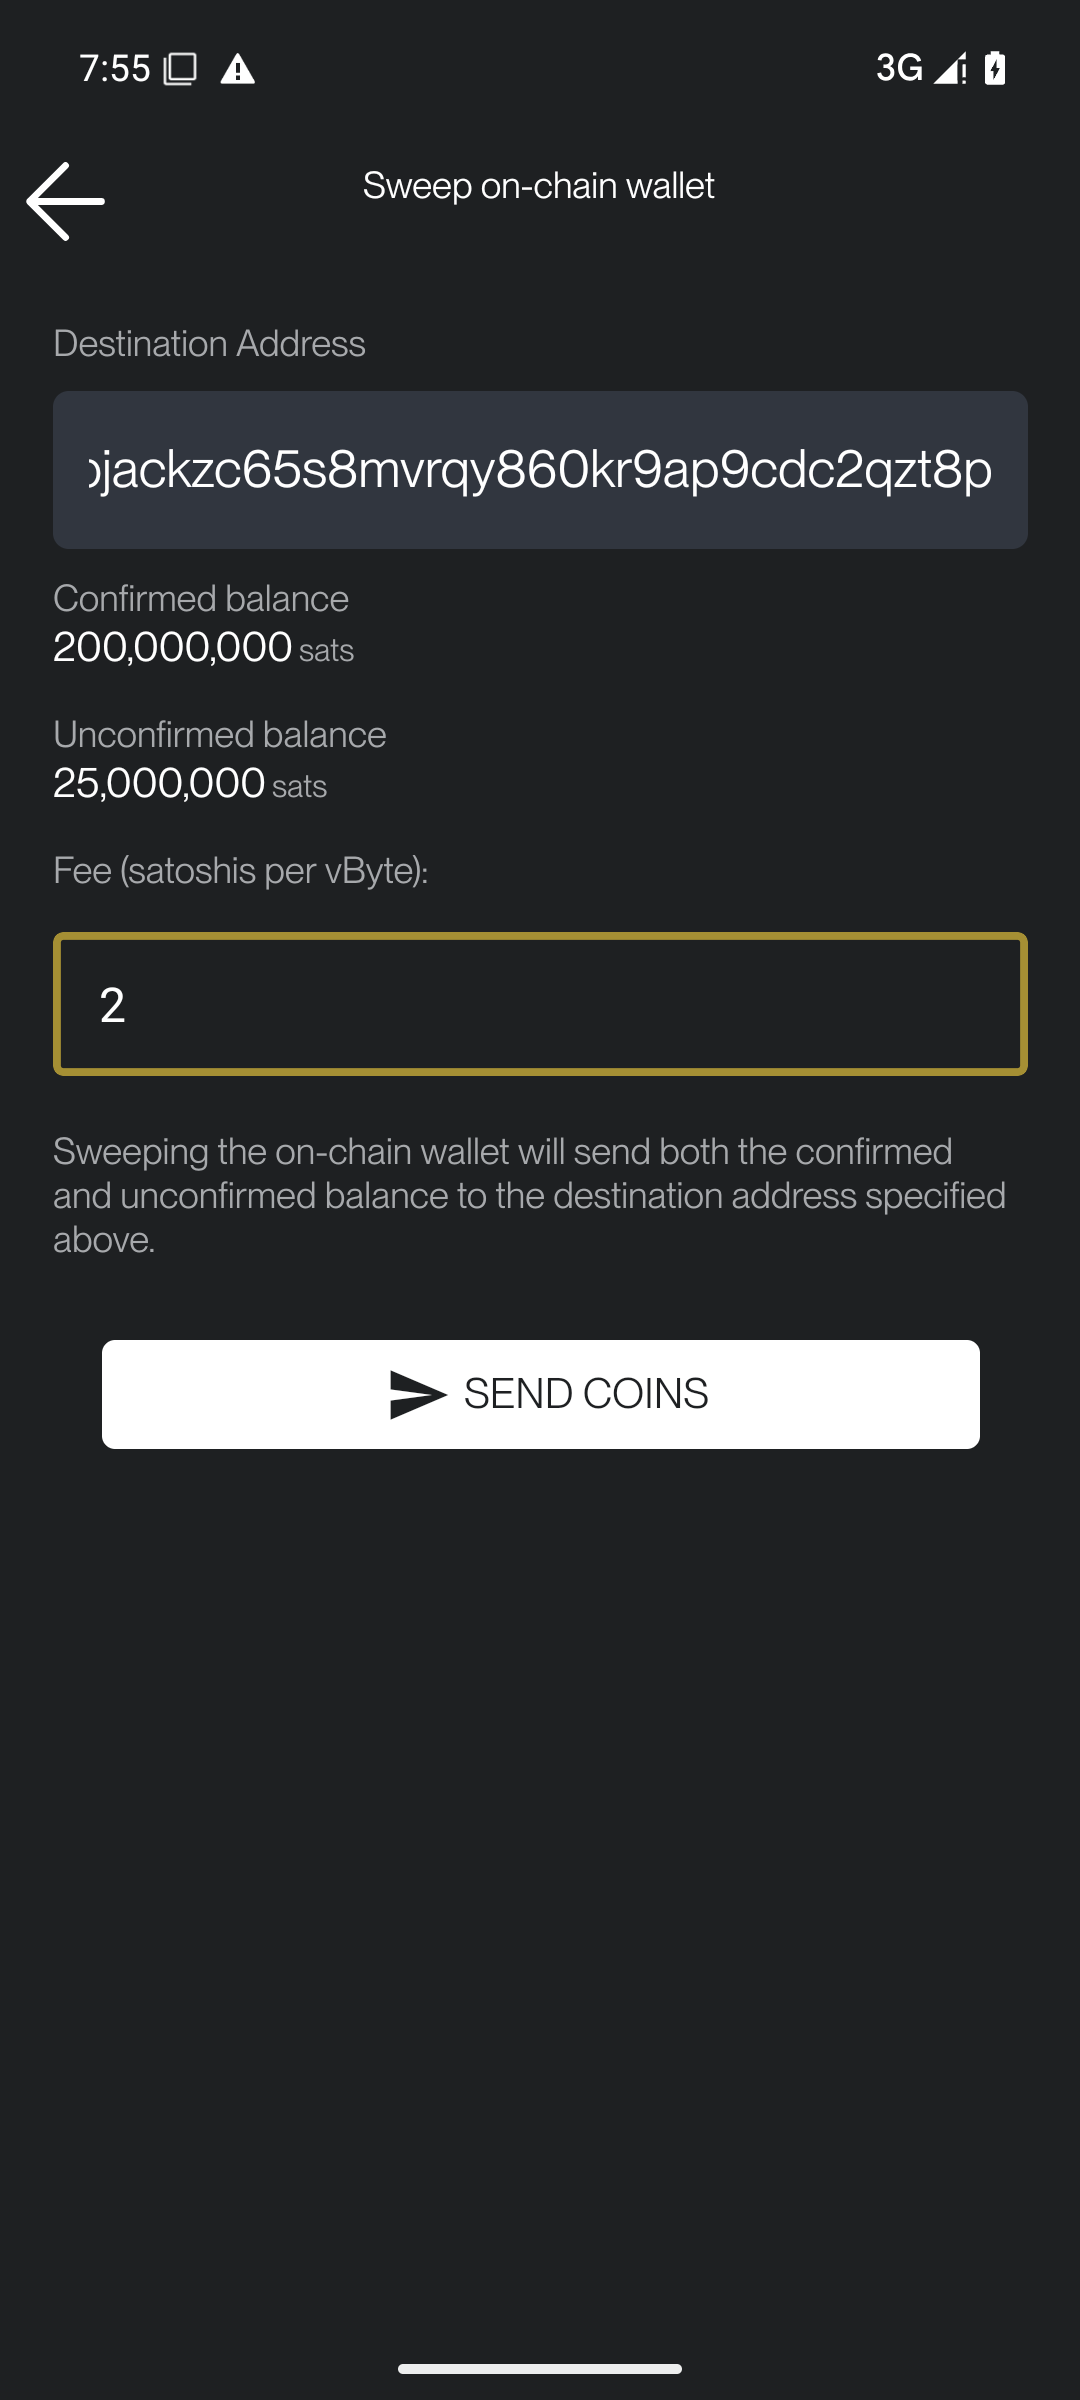 7:55
3G
Sweep on-chain wallet
Destination Address
jackzc65s8mvrqy860kr9ap9cdc2qzt8p
Confirmed balance
200,000,000 sats
Unconfirmed balance
25,000,000 sats
Fee (satoshis per vByte):
2
Sweeping the on-chain wallet will send both the confirmed
and unconfirmed balance to the destination address specified
above.
SEND COINS